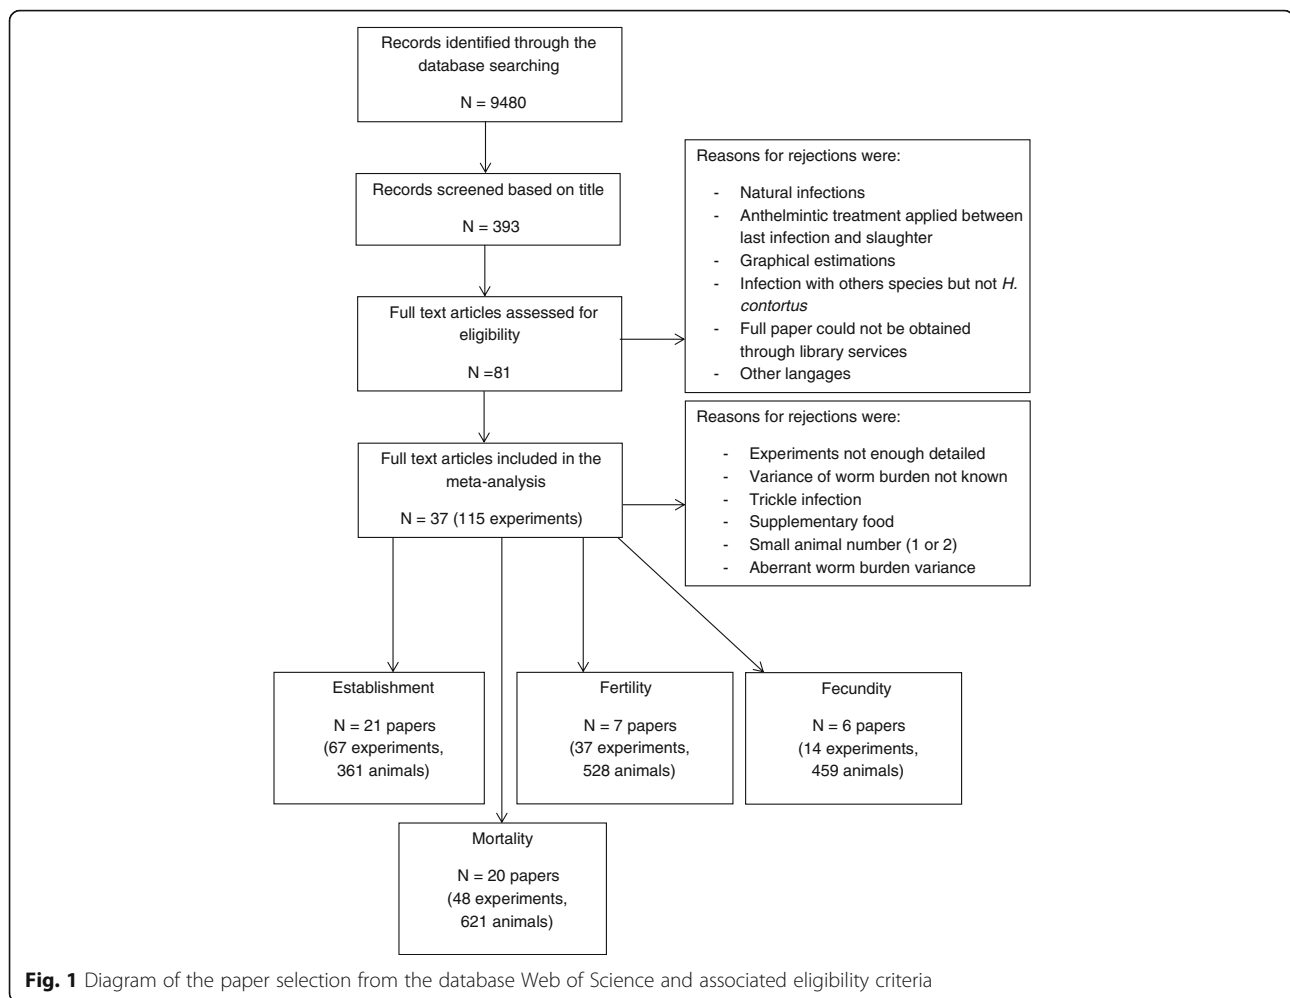 Records identified through the
database searching
N = 9480
Records screened based on title
N = 393
Full text articles assessed for
eligibility
N =81
Reasons for rejections were:
- Natural infections
- Anthelmintic treatment applied between
last infection and slaughter
- Graphical estimations
- Infection with others species but not H.
contortus
- Full paper could not be obtained
through library services
- Other langages
Full text articles included in the
meta-analysis
N = 37 (115 experiments)
Reasons for rejections were:
- Experiments not enough detailed
- Variance of worm burden not known
- Trickle infection
- Supplementary food
- Small animal number (1 or 2)
- Aberrant worm burden variance
Establishment
N = 21 papers
(67 experiments,
361 animals)
Fertility
N = 7 papers
(37 experiments,
528 animals)
Fecundity
N = 6 papers
(14 experiments,
459 animals)
Mortality
N = 20 papers
(48 experiments,
621 animals)
Fig. 1 Diagram of the paper selection from the database Web of Science and associated eligibility criteria